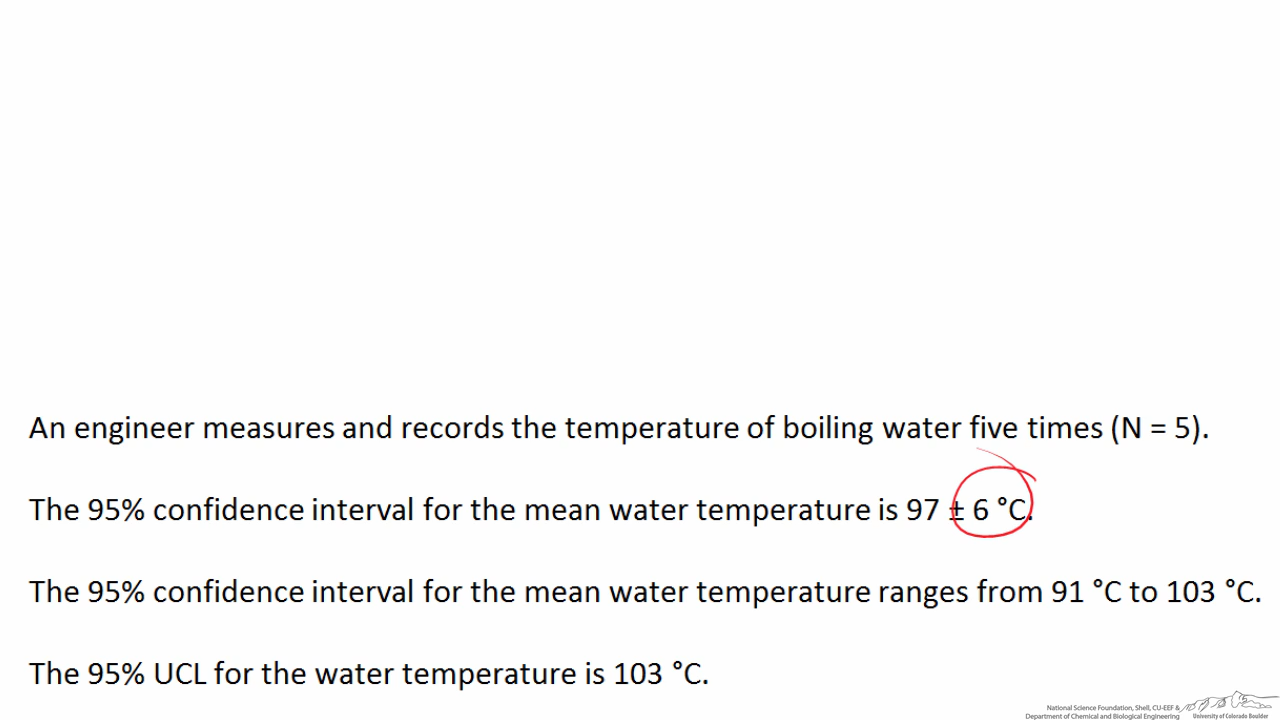 An engineer measures and records the temperature of boiling water five times (N = 5).
The 95% confidence interval for the mean water temperature is 97 ± 6 °C.
The 95% confidence interval for the mean water temperature ranges from 91 °C to 103 °C.
The 95% UCL for the water temperature is 103 °C.
National Science Foundation, Shell, CU-EEF &
Department of Chemical and Biological Engineering
University of Colorado Boulder